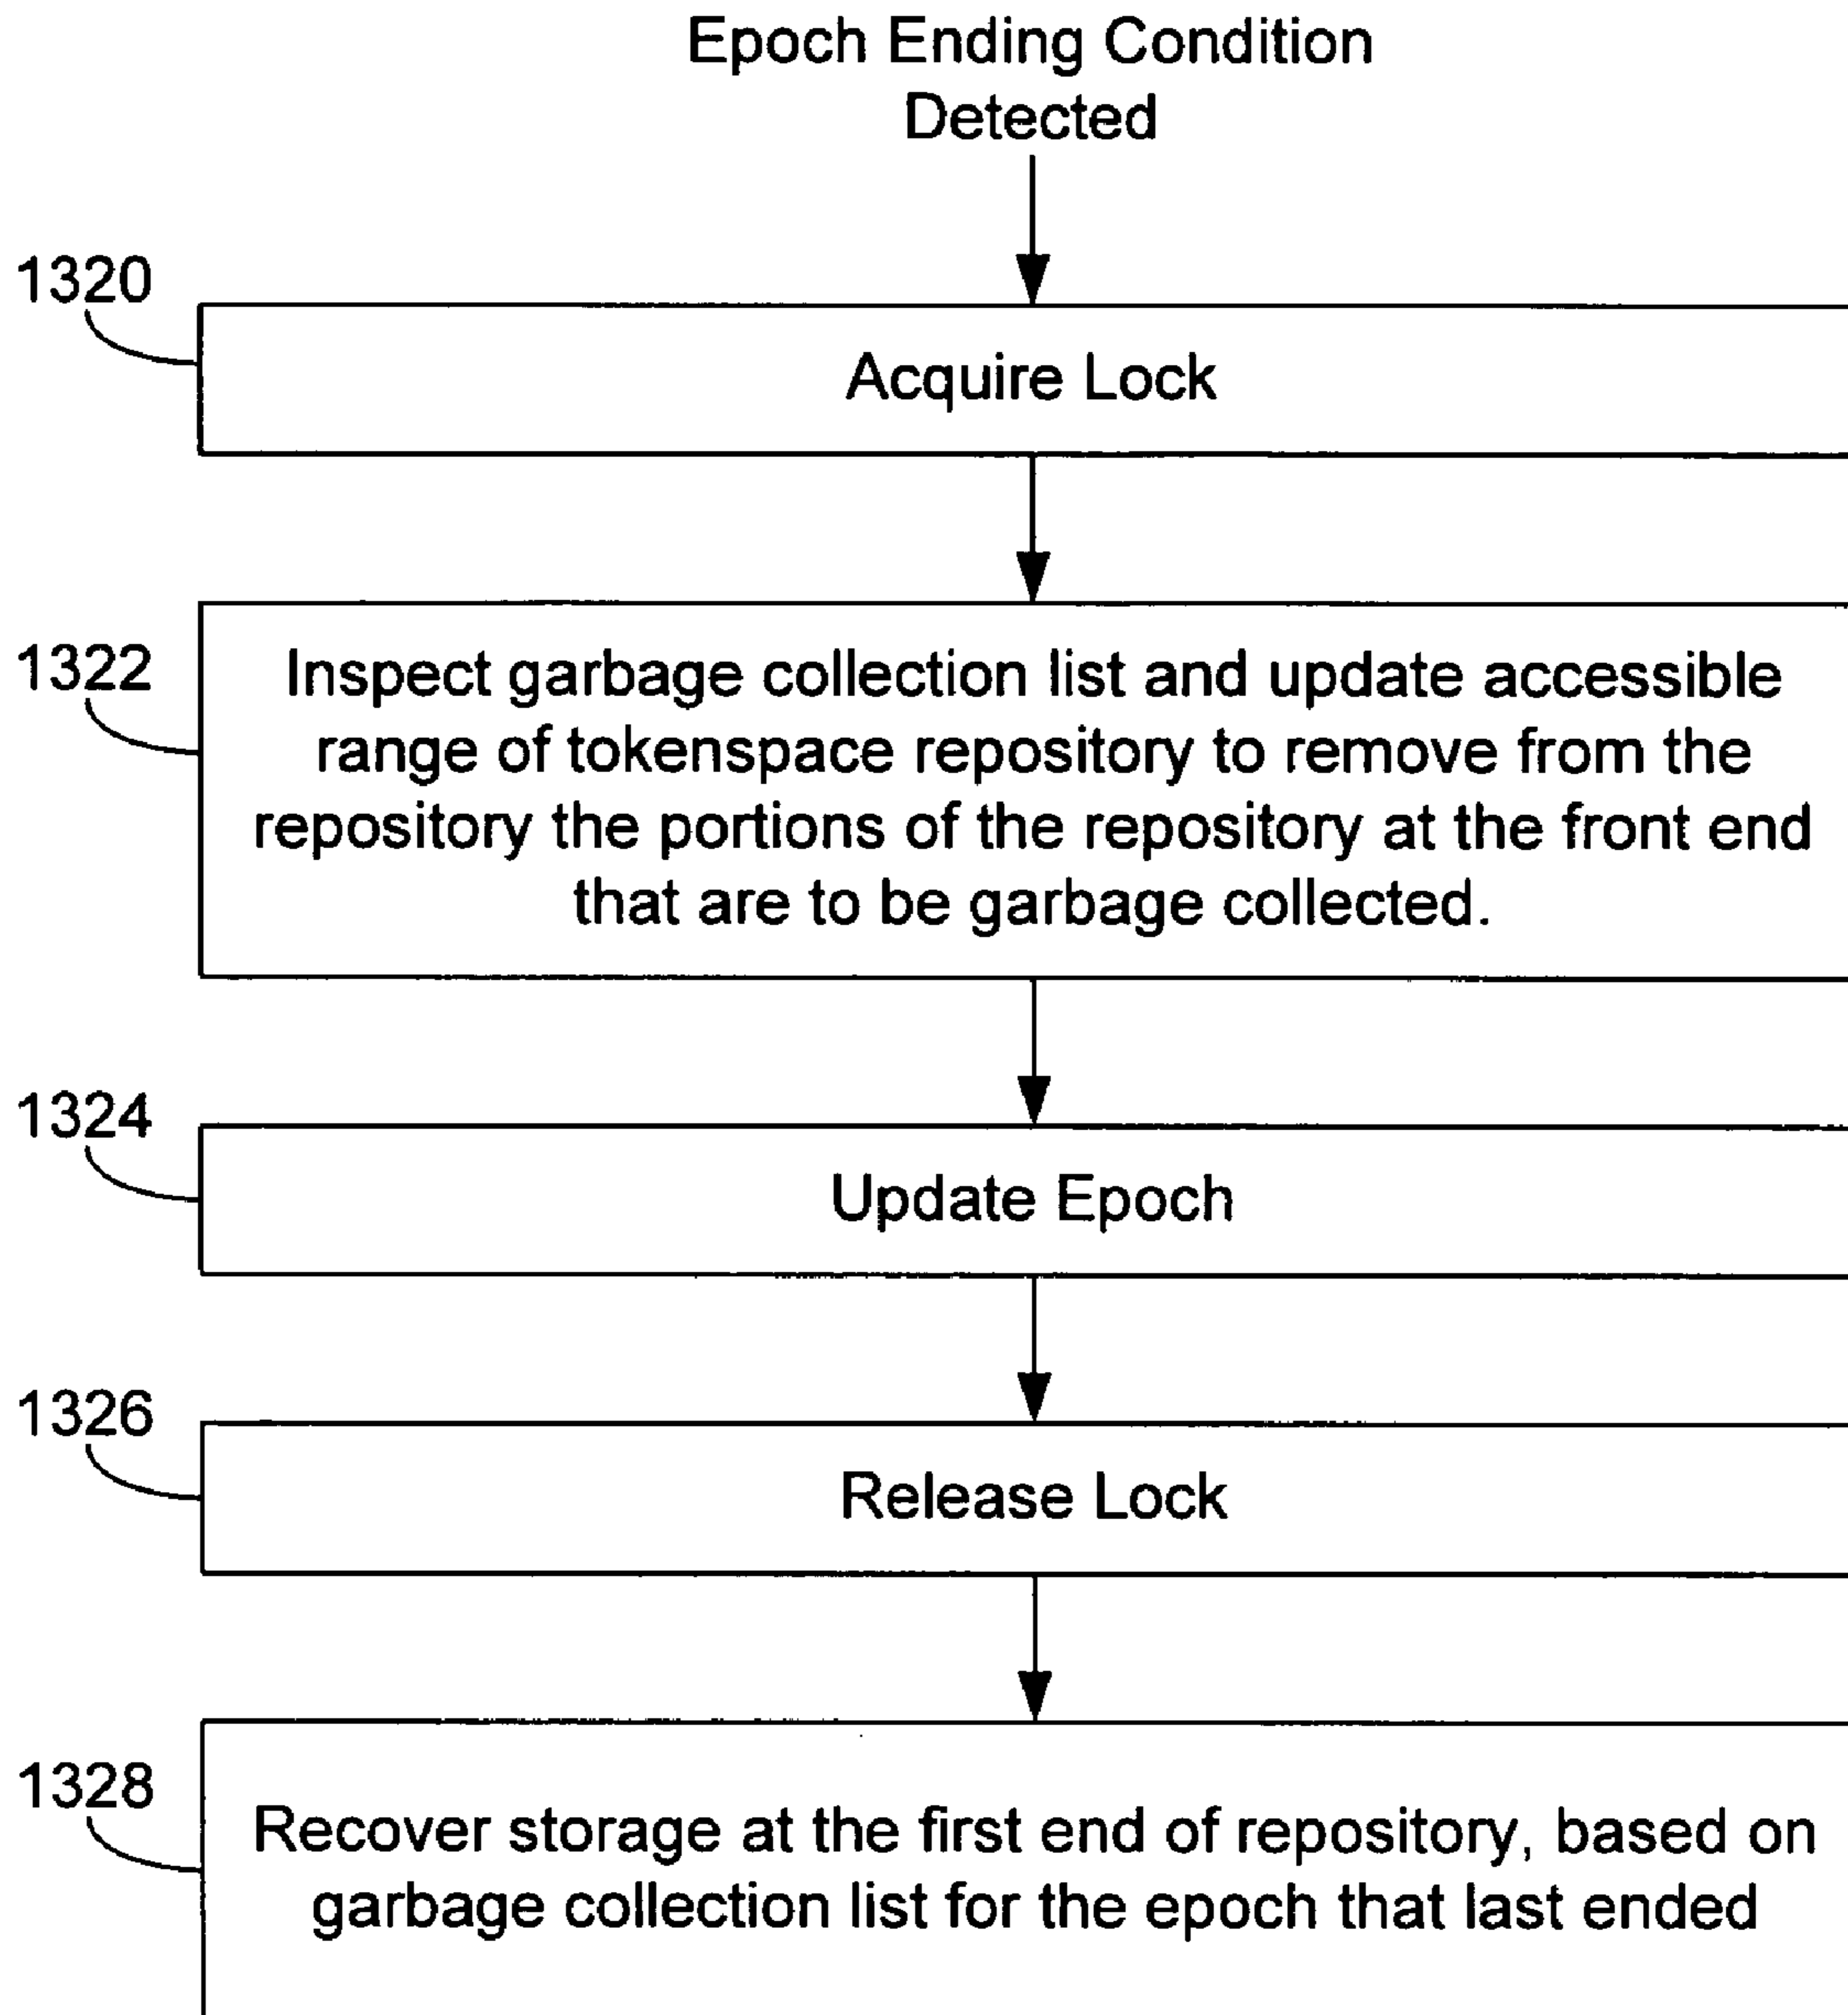 Epoch Ending Condition
Detected
1320
Acquire Lock
1322
Inspect garbage collection list and update accessible
range of tokenspace repository to remove from the
repository the portions of the repository at the front end
that are to be garbage collected.
1324
Update Epoch
1326
Release Lock
1328
Recover storage at the first end of repository, based on
garbage collection list for the epoch that last ended